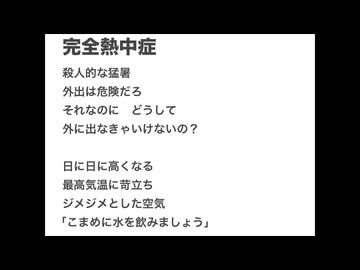 完全熱中症
殺人的な猛暑
外出は危険だろ
それなのに　どうして
外に出なきゃいけないの？
日に日に高くなる
最高気温に苛立ち
ジメジメとした空気
「こまめに水を飲みましょう」